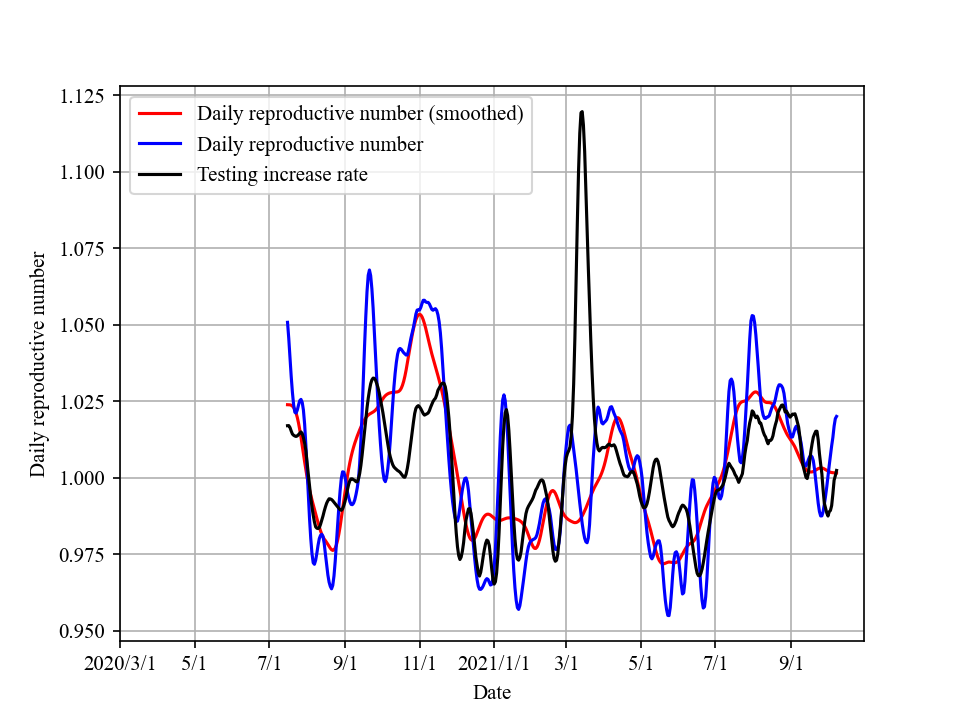 Daily reproductive number (smoothed)
Daily reproductive number
Testing increase rate
1.125
1.100
1.075
1.050
1.025
1.000
0.975
0.950
Daily reproductive number
2020/3/1 5/1 7/1 9/1 11/1 2021/1/1 3/1 5/1 7/1 9/1
Date